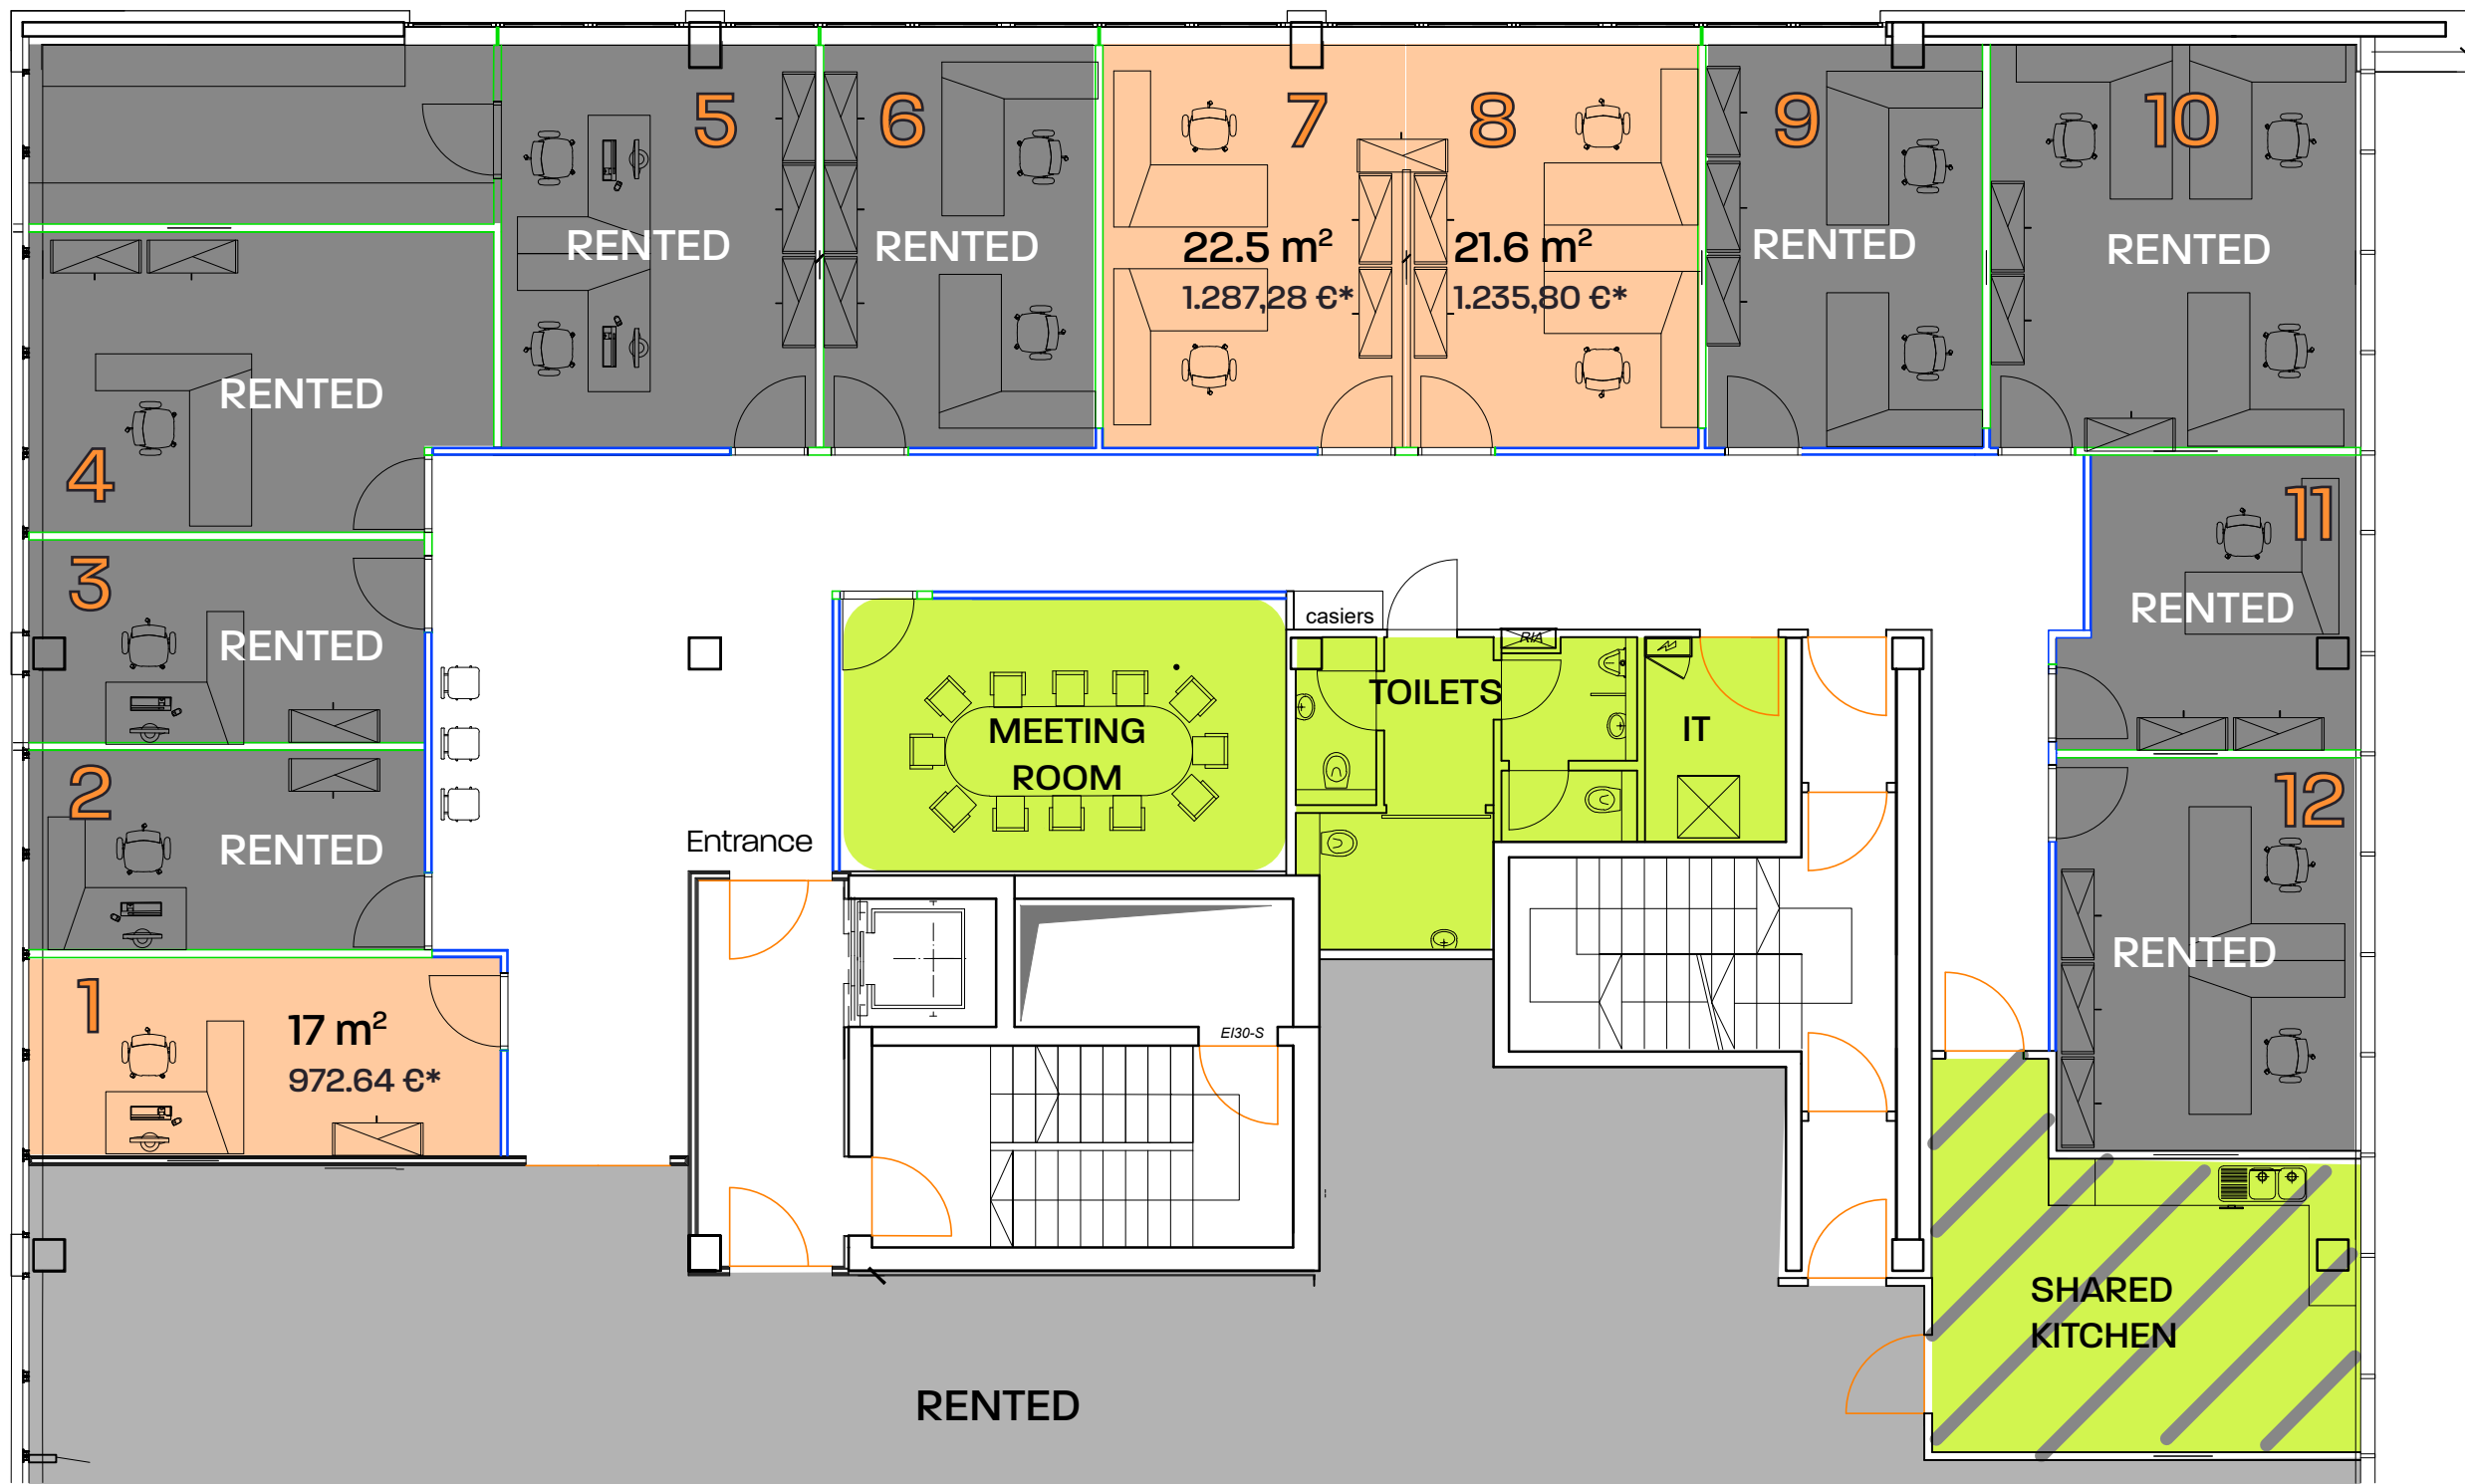 5
6
7
8
9
10
RENTED
RENTED
22.5 m²
1.287,28 €*
21.6 m²
1.235,80 €*
RENTED
RENTED
4
RENTED
11
RENTED
3
RENTED
casiers
RIA
TOILETS
IT
MEETING
ROOM
2
RENTED
Entrance
12
RENTED
1
17 m²
972.64 €*
EI30-S
SHARED
KITCHEN
RENTED